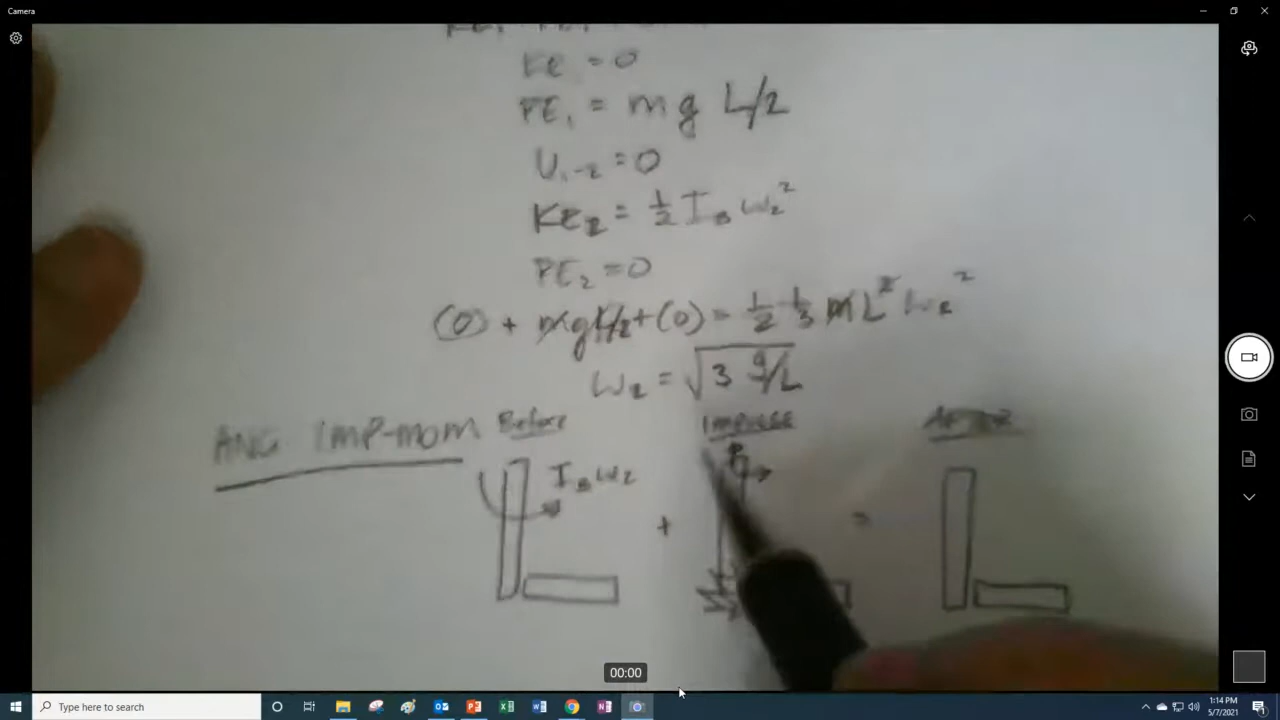 Camera
KE₁ = 0
PE₁ = mg L/2
U₁₋₂ = 0
KE₂ = ½ I_B ω₂²
PE₂ = 0
(0) + mgL/2 + (0) = ½ ⅓ mL² ω₂²
ω₂ = √3 g/L
ANG IMP-MOM Before IMPULSE AFTER
I_B ω₂
+ =
00:00
Type here to search
1:14 PM
5/7/2021